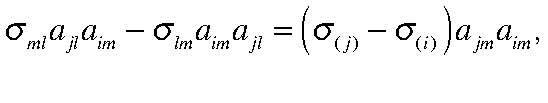 σ_{ml} a_{jl} a_{im} − σ_{lm} a_{im} a_{jl} = (σ_{(j)} − σ_{(i)}) a_{jm} a_{im},